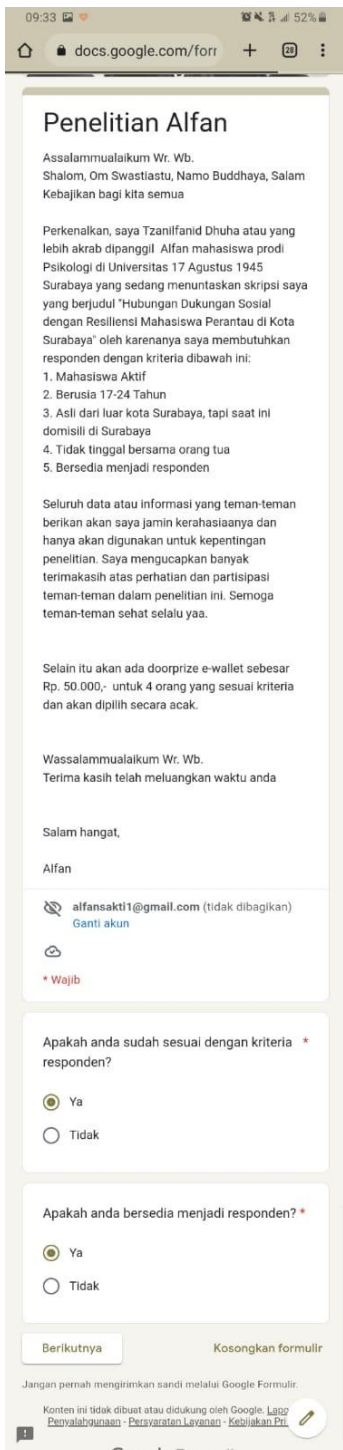 09:33
52%
docs.google.com/forr
28
Penelitian Alfan
Assalammualaikum Wr. Wb.
Shalom, Om Swastiastu, Namo Buddhaya, Salam
Kebajikan bagi kita semua
Perkenalkan, saya Tzanilfanid Dhuha atau yang
lebih akrab dipanggil Alfan mahasiswa prodi
Psikologi di Universitas 17 Agustus 1945
Surabaya yang sedang menuntaskan skripsi saya
yang berjudul "Hubungan Dukungan Sosial
dengan Resiliensi Mahasiswa Perantau di Kota
Surabaya" oleh karenanya saya membutuhkan
responden dengan kriteria dibawah ini:
1. Mahasiswa Aktif
2. Berusia 17-24 Tahun
3. Asli dari luar kota Surabaya, tapi saat ini
domisili di Surabaya
4. Tidak tinggal bersama orang tua
5. Bersedia menjadi responden
Seluruh data atau informasi yang teman-teman
berikan akan saya jamin kerahasiaanya dan
hanya akan digunakan untuk kepentingan
penelitian. Saya mengucapkan banyak
terimakasih atas perhatian dan partisipasi
teman-teman dalam penelitian ini. Semoga
teman-teman sehat selalu yaa.
Selain itu akan ada doorprize e-wallet sebesar
Rp. 50.000,- untuk 4 orang yang sesuai kriteria
dan akan dipilih secara acak.
Wassalammualaikum Wr. Wb.
Terima kasih telah meluangkan waktu anda
Salam hangat,
Alfan
alfansakti1@gmail.com (tidak dibagikan)
Ganti akun
* Wajib
Apakah anda sudah sesuai dengan kriteria *
responden?
Ya
Tidak
Apakah anda bersedia menjadi responden? *
Ya
Tidak
Berikutnya
Kosongkan formulir
Jangan pernah mengirimkan sandi melalui Google Formulir.
Konten ini tidak dibuat atau didukung oleh Google. Lapo
Penyalahgunaan - Persyaratan Layanan - Kebijakan Pri